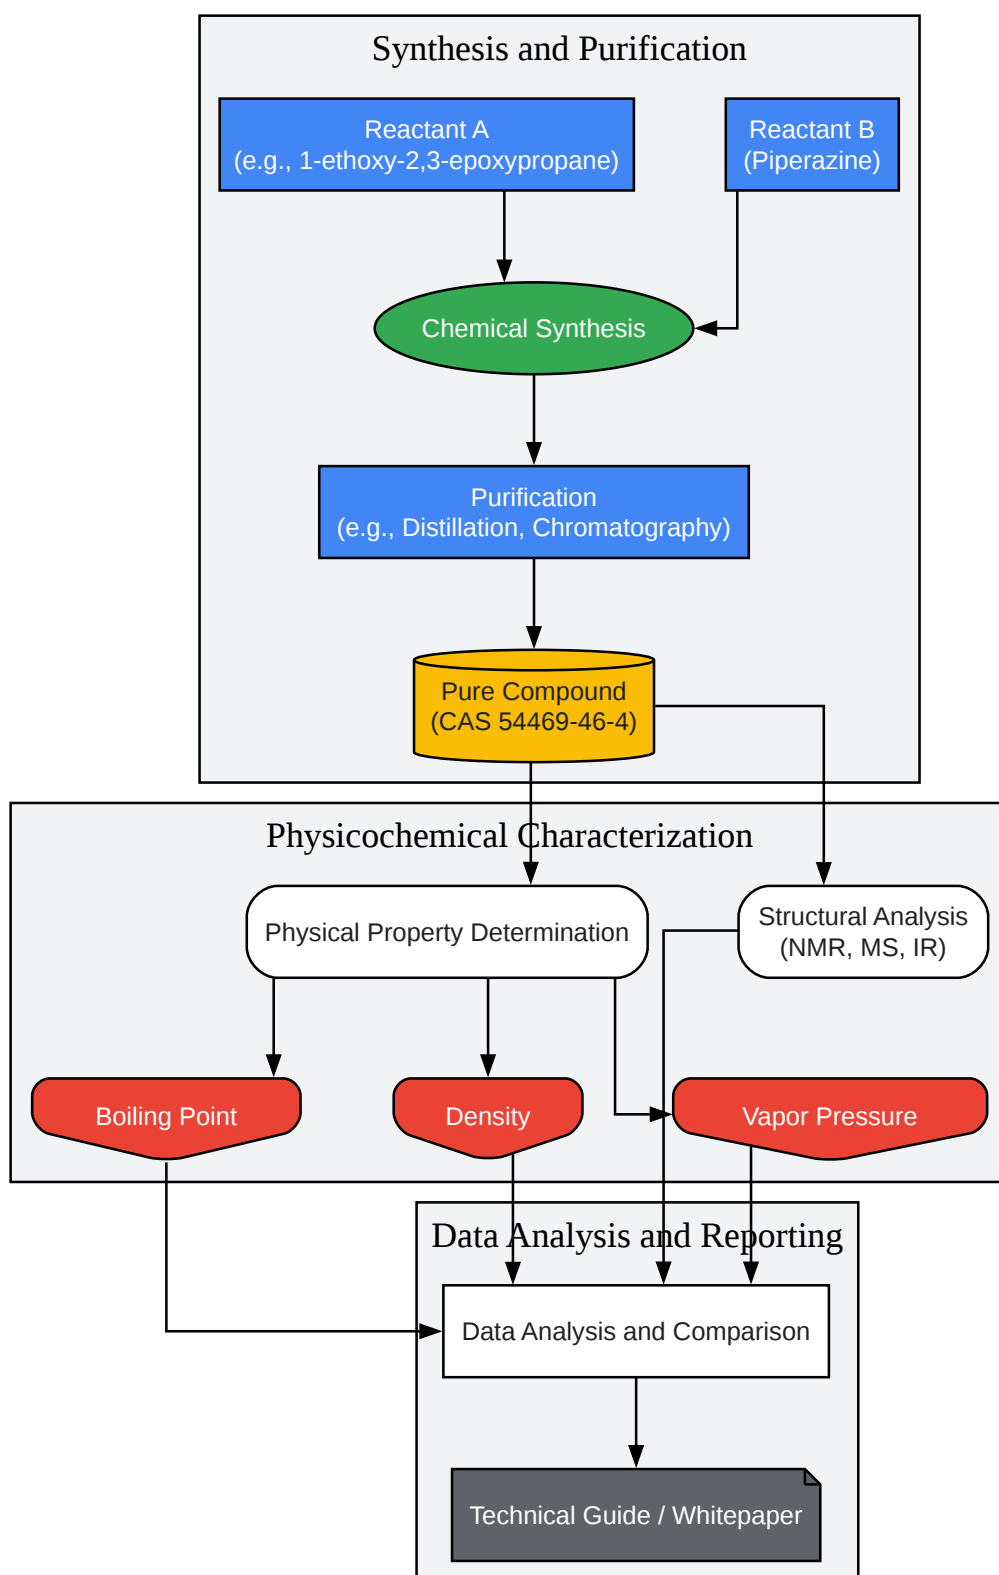 Synthesis and Purification
Reactant A
(e.g., 1-ethoxy-2,3-epoxypropane)
Reactant B
(Piperazine)
Chemical Synthesis
Purification
(e.g., Distillation, Chromatography)
Pure Compound
(CAS 54469-46-4)
Physicochemical Characterization
Physical Property Determination
Structural Analysis
(NMR, MS, IR)
Boiling Point
Density
Vapor Pressure
Data Analysis and Reporting
Data Analysis and Comparison
Technical Guide / Whitepaper